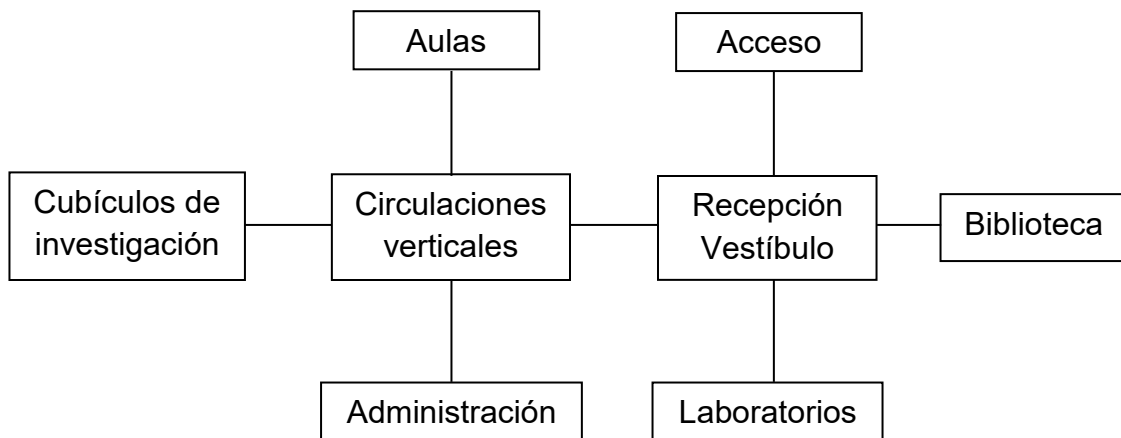 Aulas
Acceso
Cubículos de
investigación
Circulaciones
verticales
Recepción
Vestíbulo
Biblioteca
Administración
Laboratorios